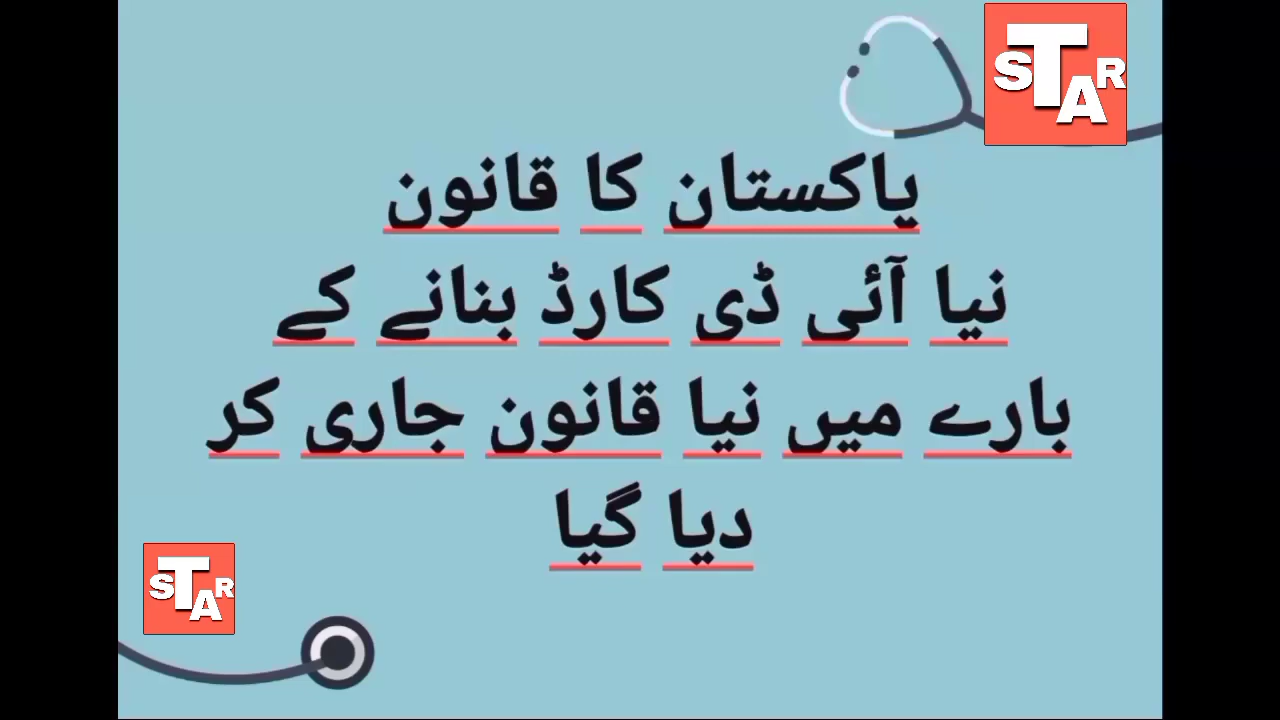 STAR
پاکستان کا قانون
نیا آئی ڈی کارڈ بنانے کے
بارے میں نیا قانون جاری کر
دیا گیا
STAR